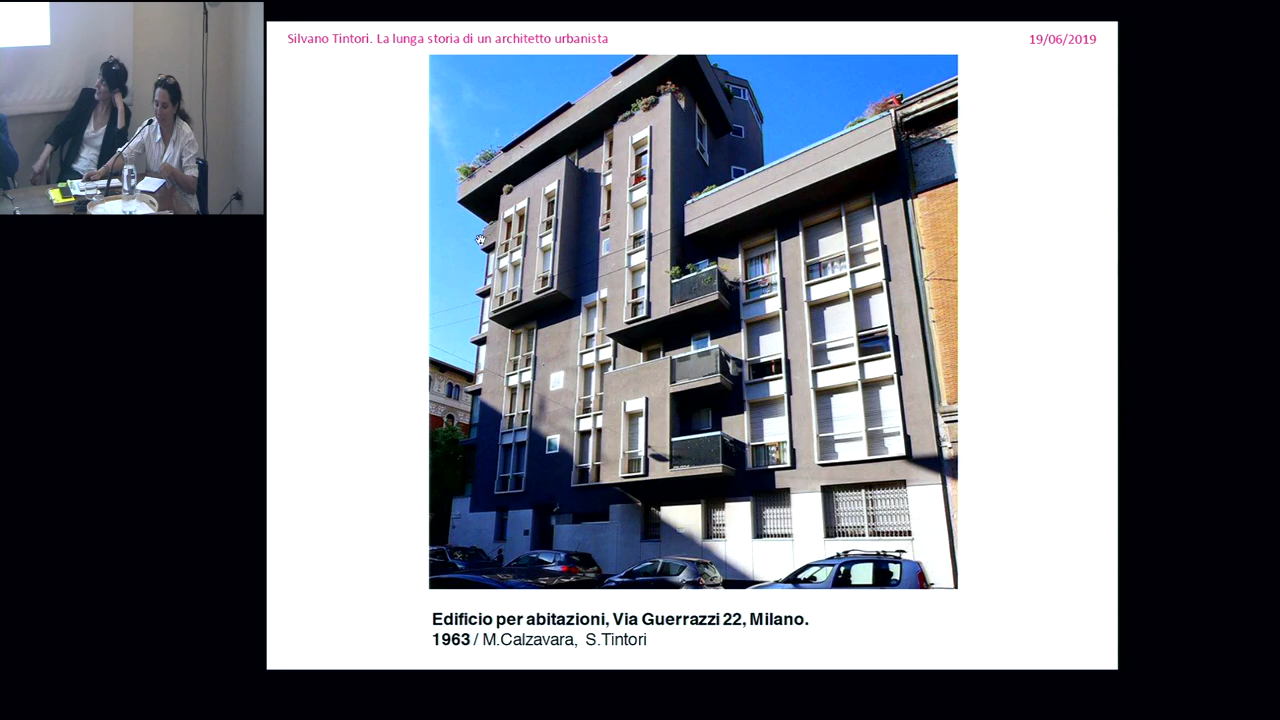 Silvano Tintori. La lunga storia di un architetto urbanista
19/06/2019
Edificio per abitazioni, Via Guerrazzi 22, Milano.
1963 / M.Calzavara, S.Tintori